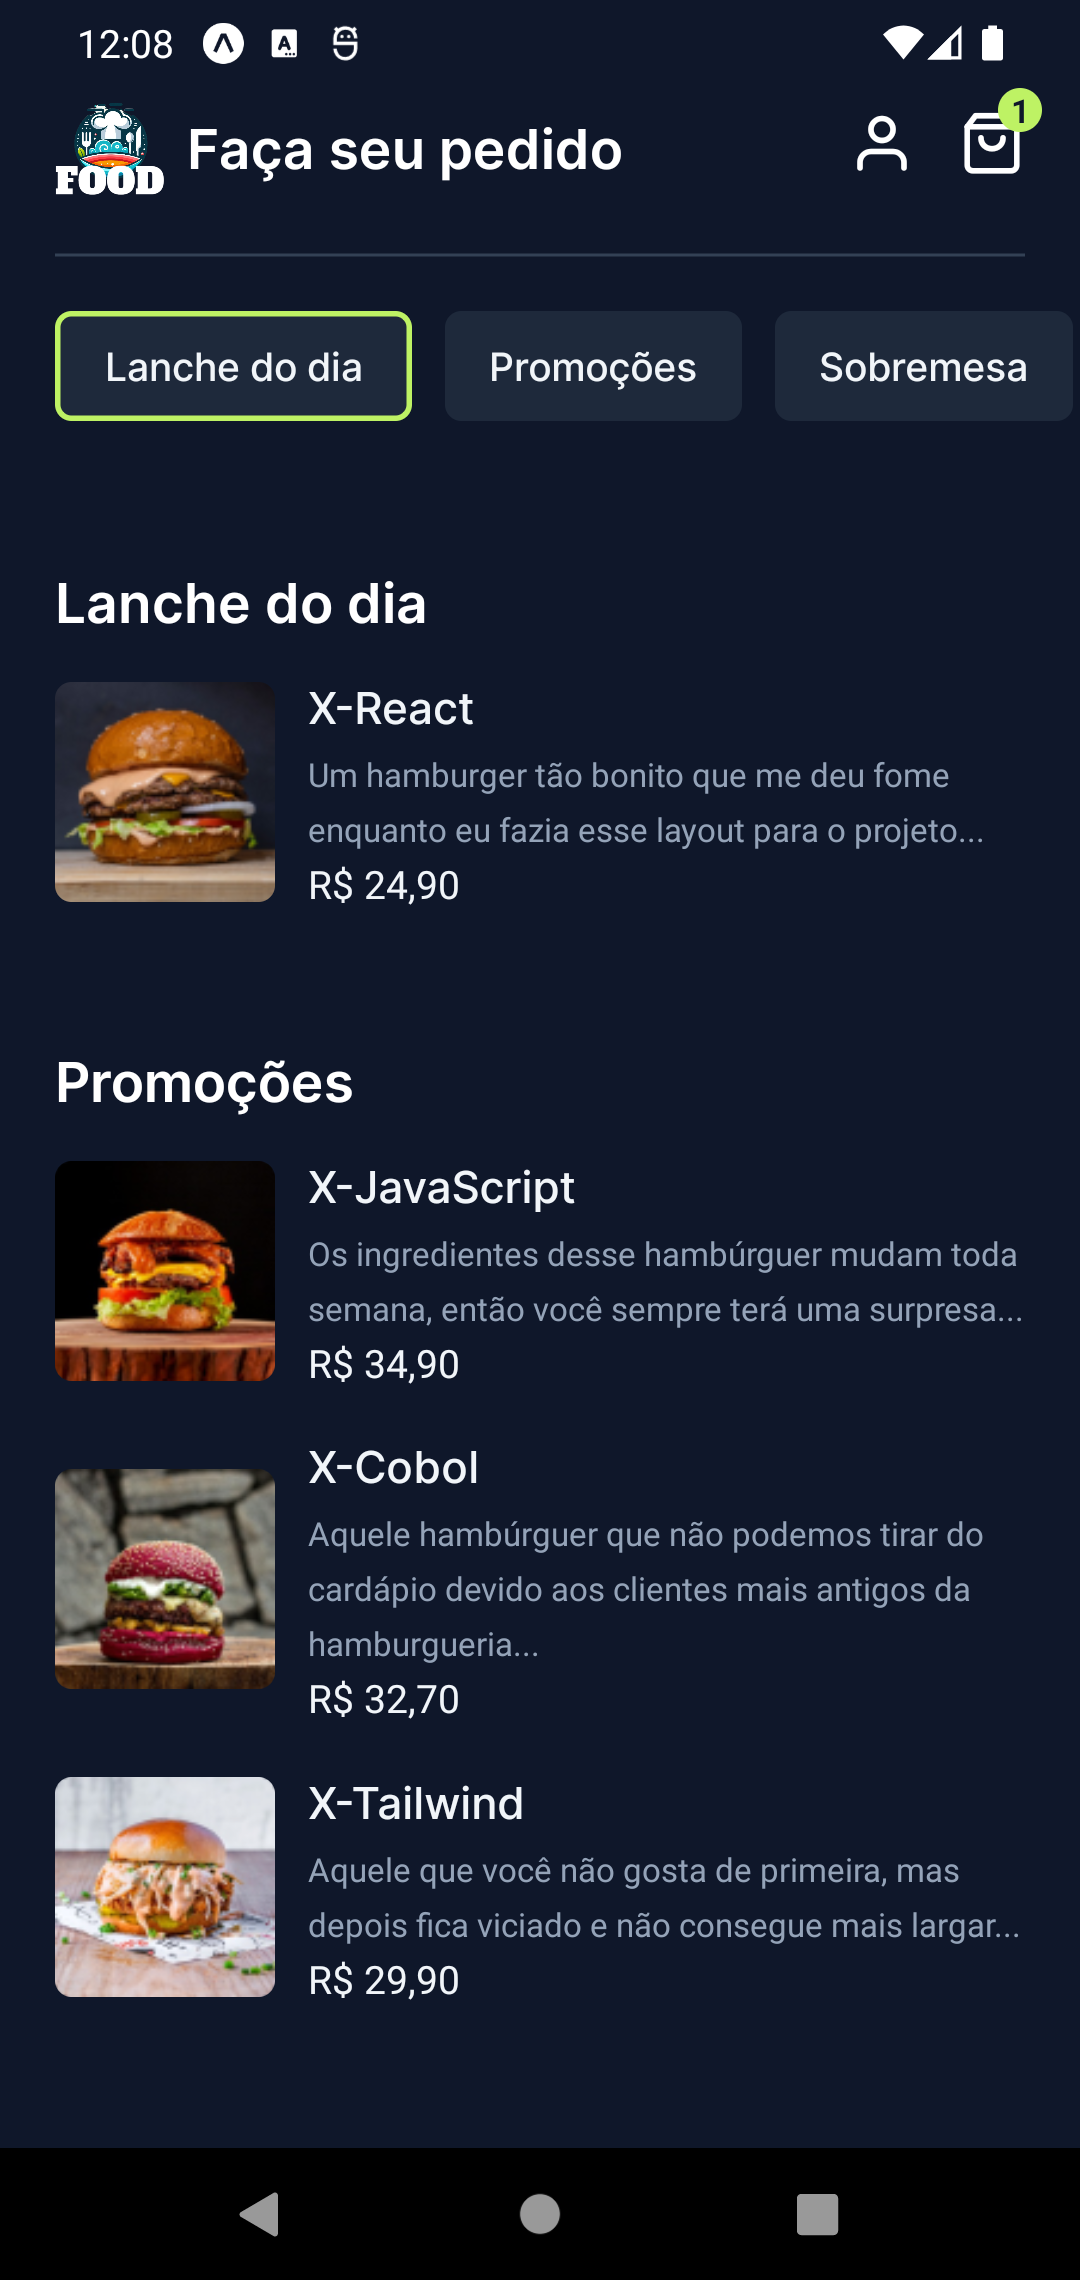 12:08
FOOD
Faça seu pedido
1
Lanche do dia
Promoções
Sobremesa
Lanche do dia
X-React
Um hamburger tão bonito que me deu fome
enquanto eu fazia esse layout para o projeto...
R$ 24,90
Promoções
X-JavaScript
Os ingredientes desse hambúrguer mudam toda
semana, então você sempre terá uma surpresa...
R$ 34,90
X-Cobol
Aquele hambúrguer que não podemos tirar do
cardápio devido aos clientes mais antigos da
hamburgueria...
R$ 32,70
X-Tailwind
Aquele que você não gosta de primeira, mas
depois fica viciado e não consegue mais largar...
R$ 29,90